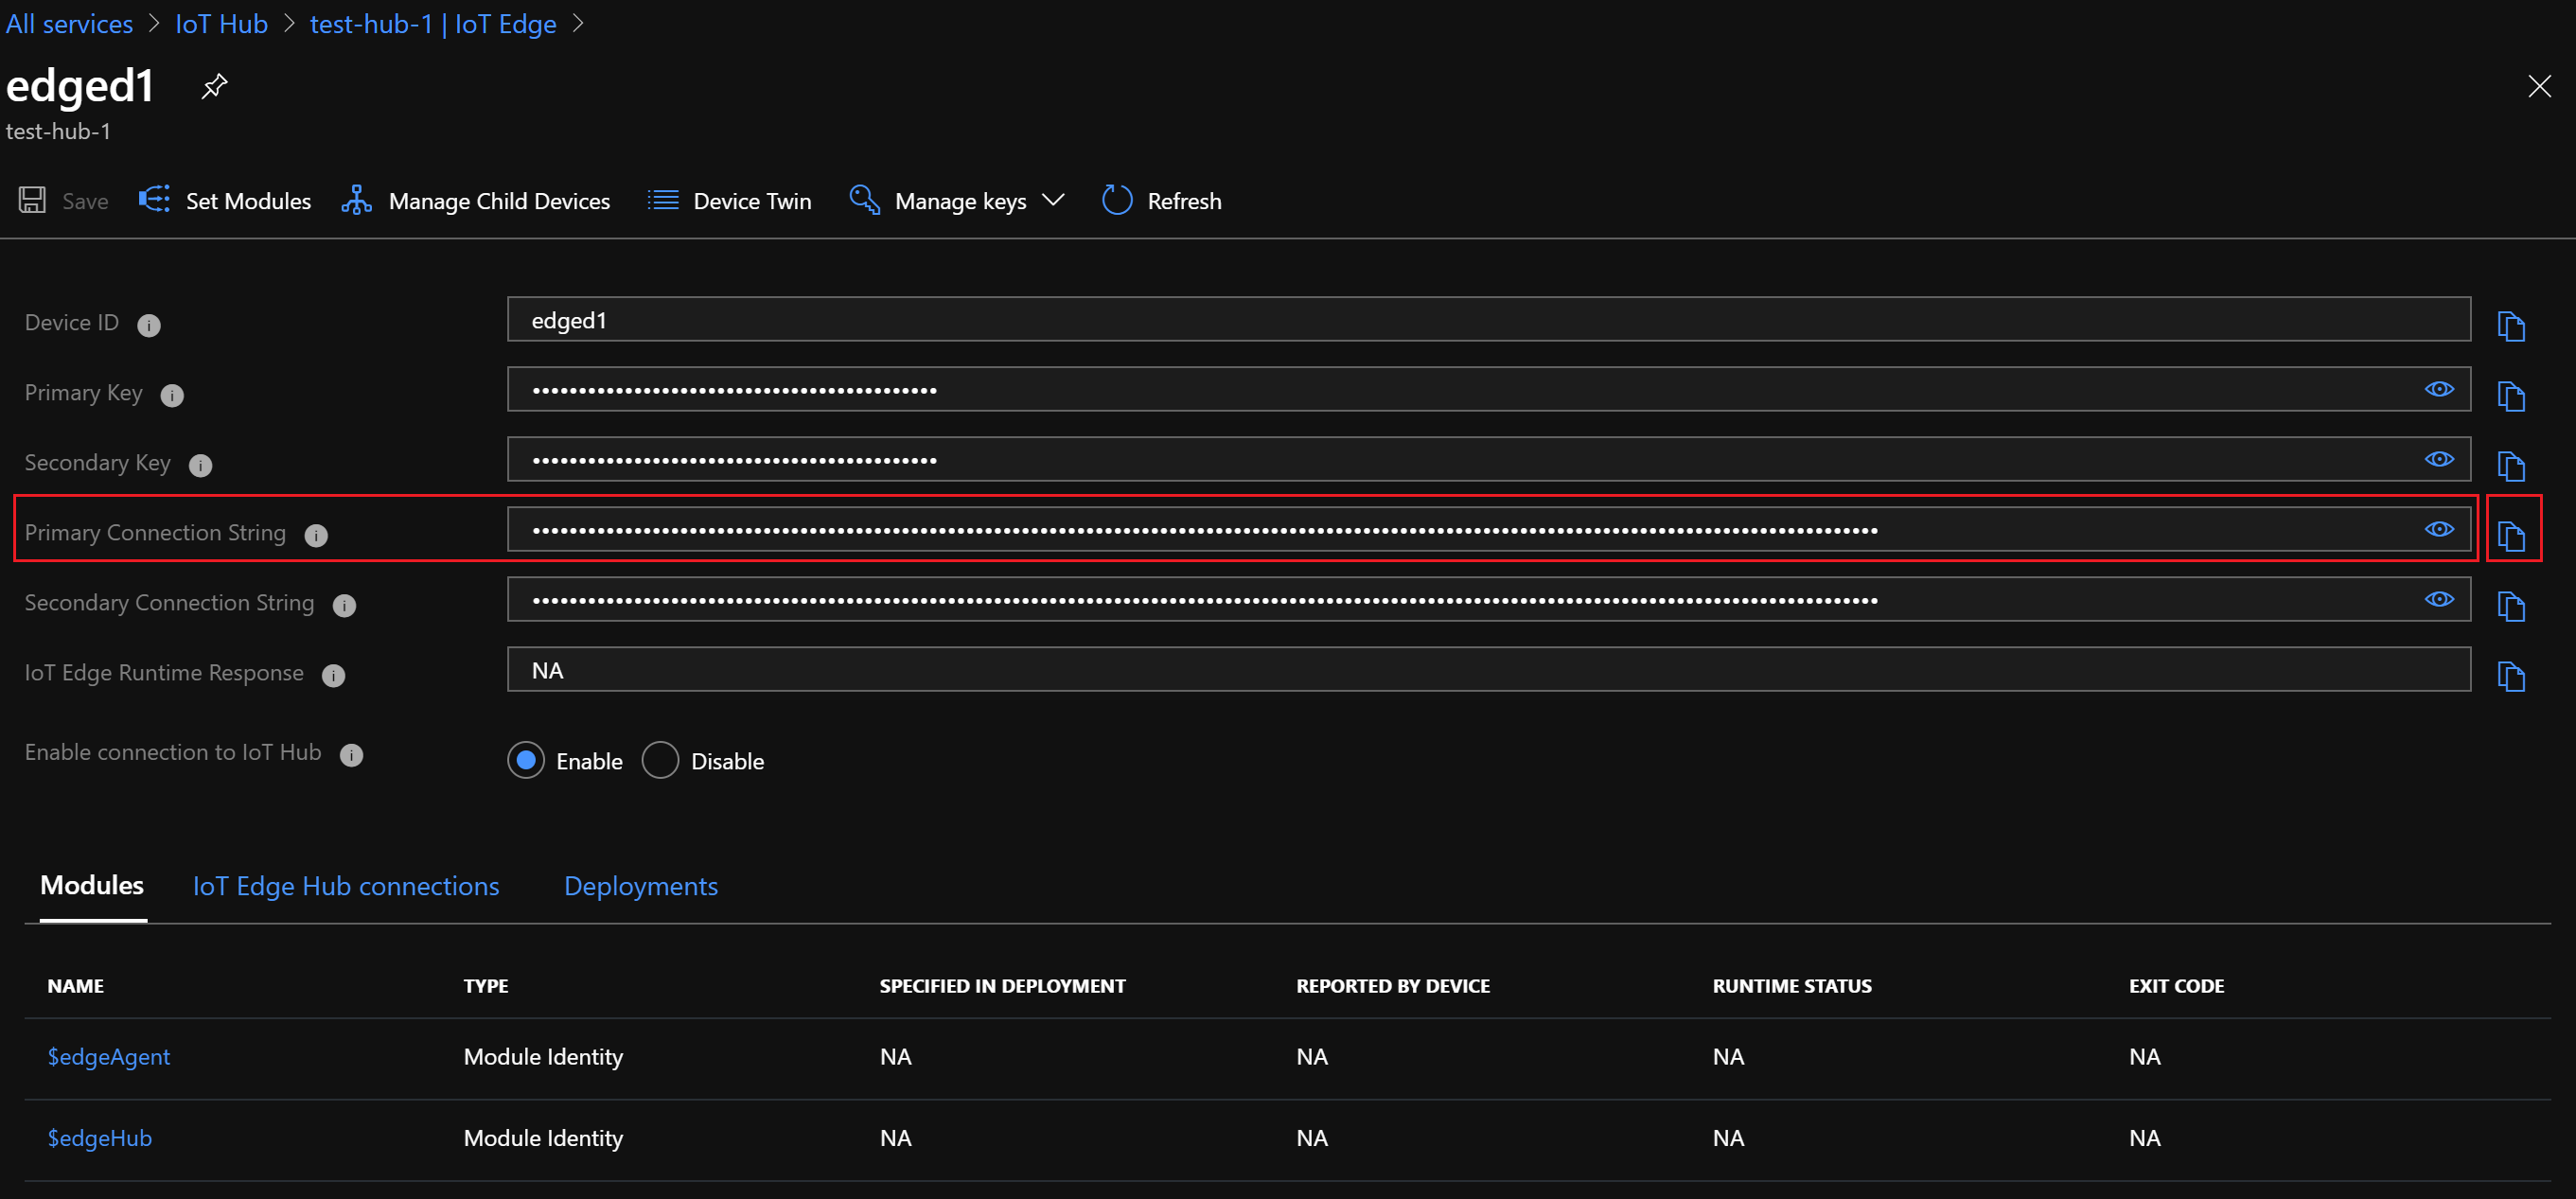 All services > IoT Hub > test-hub-1 | IoT Edge >
edged1
test-hub-1
Save Set Modules Manage Child Devices Device Twin Manage keys Refresh
Device ID edged1
Primary Key ••••••••••••••••••••••••••••••••••••••••••••
Secondary Key ••••••••••••••••••••••••••••••••••••••••••••
Primary Connection String
Secondary Connection String
IoT Edge Runtime Response NA
Enable connection to IoT Hub Enable Disable
Modules IoT Edge Hub connections Deployments
NAME TYPE SPECIFIED IN DEPLOYMENT REPORTED BY DEVICE RUNTIME STATUS EXIT CODE
$edgeAgent Module Identity NA NA NA NA
$edgeHub Module Identity NA NA NA NA